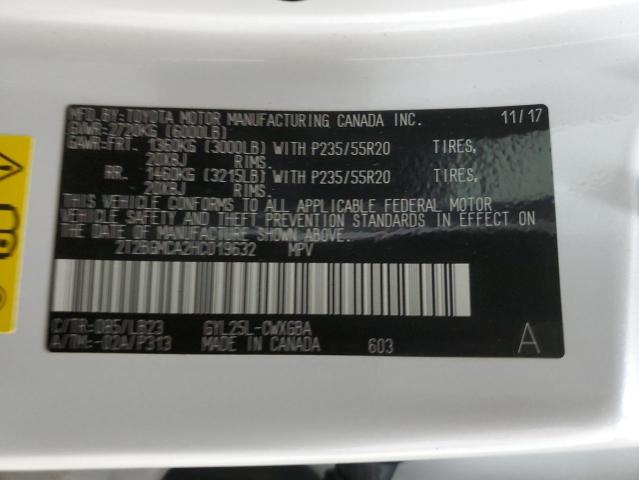 MFD.BY:TOYOTA MOTOR MANUFACTURING CANADA INC. 11/17
GVWR:2720KG (6000LB)
GAWR:FRT. 1360KG (3000LB) WITH P235/55R20 TIRES,
20X8J RIMS.
RR. 1460KG (3215LB) WITH P235/55R20 TIRES,
20X8J RIMS.
THIS VEHICLE CONFORMS TO ALL APPLICABLE FEDERAL MOTOR
VEHICLE SAFETY AND THEFT PREVENTION STANDARDS IN EFFECT ON
THE DATE OF MANUFACTURE SHOWN ABOVE.
2T2BGMCA2HC019632 MPV
C/TR:085/LB23 GYL25L-CWXGBA
A/TM:-02A/P313 MADE IN CANADA 603 A